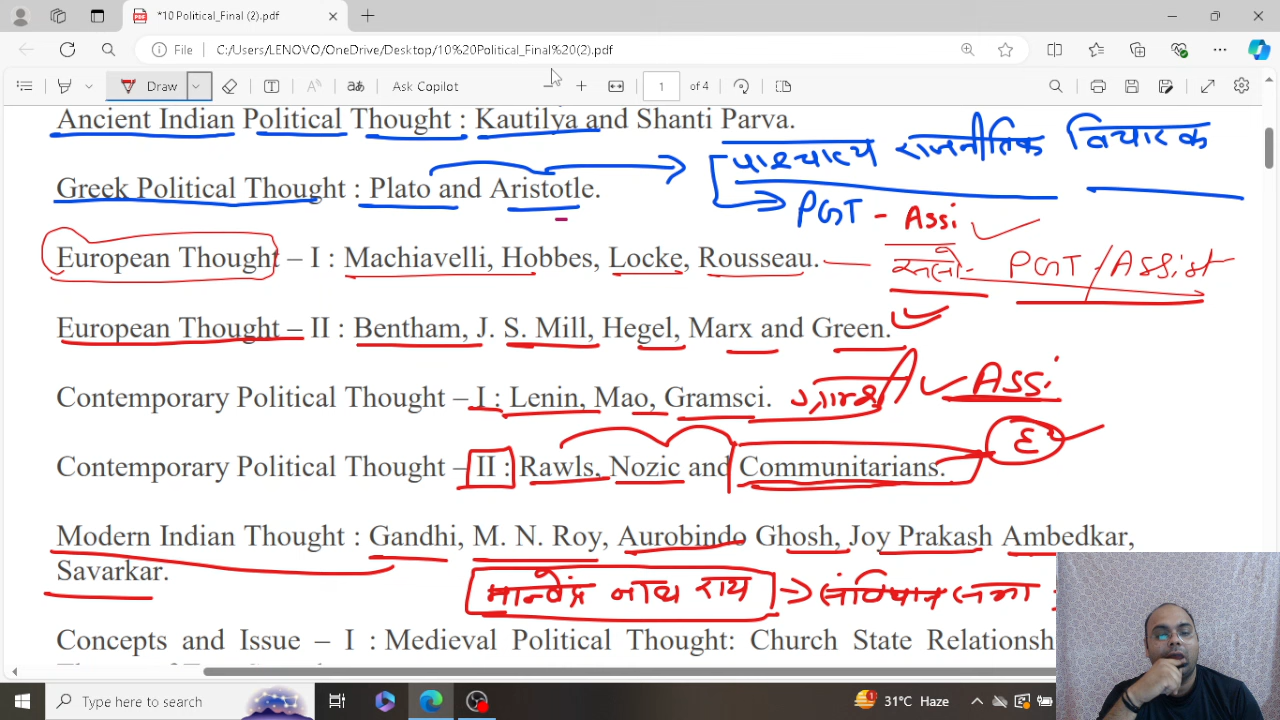 *10 Political_Final (2).pdf
File C:/Users/LENOVO/OneDrive/Desktop/10%20Political_Final%20(2).pdf
Draw Ask Copilot 1 of 4
Ancient Indian Political Thought : Kautilya and Shanti Parva.
पाश्चात्य राजनीतिक विचारक
Greek Political Thought : Plato and Aristotle.
PGT - Assi
European Thought – I : Machiavelli, Hobbes, Locke, Rousseau.
PGT / Assist
European Thought – II : Bentham, J. S. Mill, Hegel, Marx and Green.
Contemporary Political Thought – I : Lenin, Mao, Gramsci.
Assi
Contemporary Political Thought – II : Rawls, Nozic and Communitarians.
Modern Indian Thought : Gandhi, M. N. Roy, Aurobindo Ghosh, Joy Prakash Ambedkar,
Savarkar.
मानवेंद्र नाथ राय → संविधान सभा
Concepts and Issue – I : Medieval Political Thought: Church State Relationsh
Type here to search 1 31°C Haze